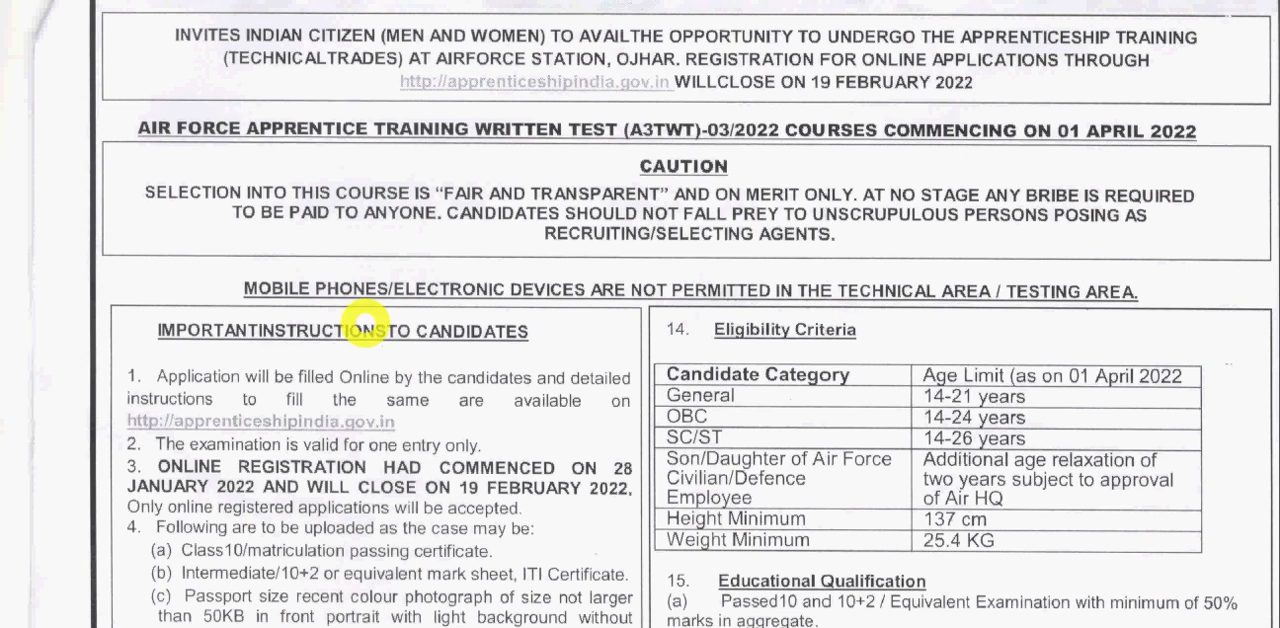 INVITES INDIAN CITIZEN (MEN AND WOMEN) TO AVAILTHE OPPORTUNITY TO UNDERGO THE APPRENTICESHIP TRAINING
(TECHNICALTRADES) AT AIRFORCE STATION, OJHAR. REGISTRATION FOR ONLINE APPLICATIONS THROUGH
http://apprenticeshipindia.gov.in WILLCLOSE ON 19 FEBRUARY 2022
AIR FORCE APPRENTICE TRAINING WRITTEN TEST (A3TWT)-03/2022 COURSES COMMENCING ON 01 APRIL 2022
CAUTION
SELECTION INTO THIS COURSE IS “FAIR AND TRANSPARENT” AND ON MERIT ONLY. AT NO STAGE ANY BRIBE IS REQUIRED
TO BE PAID TO ANYONE. CANDIDATES SHOULD NOT FALL PREY TO UNSCRUPULOUS PERSONS POSING AS
RECRUITING/SELECTING AGENTS.
MOBILE PHONES/ELECTRONIC DEVICES ARE NOT PERMITTED IN THE TECHNICAL AREA / TESTING AREA.
IMPORTANTINSTRUCTIONSTO CANDIDATES
1. Application will be filled Online by the candidates and detailed
instructions to fill the same are available on
http://apprenticeshipindia.gov.in
2. The examination is valid for one entry only.
3. ONLINE REGISTRATION HAD COMMENCED ON 28
JANUARY 2022 AND WILL CLOSE ON 19 FEBRUARY 2022.
Only online registered applications will be accepted.
4. Following are to be uploaded as the case may be:
(a) Class10/matriculation passing certificate.
(b) Intermediate/10+2 or equivalent mark sheet, ITI Certificate.
(c) Passport size recent colour photograph of size not larger
than 50KB in front portrait with light background without
14. Eligibility Criteria
Candidate Category Age Limit (as on 01 April 2022
General 14-21 years
OBC 14-24 years
SC/ST 14-26 years
Son/Daughter of Air Force Additional age relaxation of
Civilian/Defence two years subject to approval
Employee of Air HQ
Height Minimum 137 cm
Weight Minimum 25.4 KG
15. Educational Qualification
(a) Passed10 and 10+2 / Equivalent Examination with minimum of 50%
marks in aggregate.